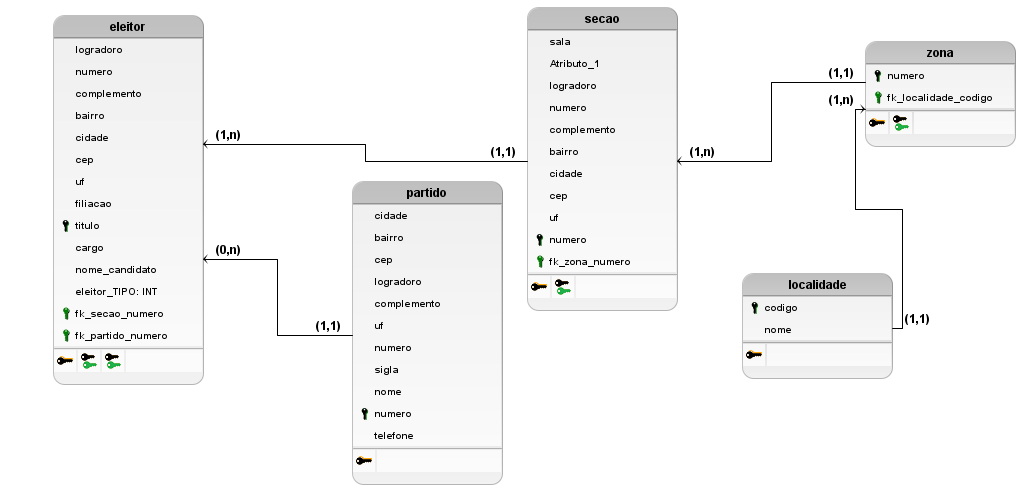 eleitor
logradoro
numero
complemento
bairro
cidade
cep
uf
filiacao
titulo
cargo
nome_candidato
eleitor_TIPO: INT
fk_secao_numero
fk_partido_numero
(1,n)
(1,1)
(0,n)
(1,1)
partido
cidade
bairro
cep
logradoro
complemento
uf
numero
sigla
nome
numero
telefone
secao
sala
Atributo_1
logradoro
numero
complemento
bairro
cidade
cep
uf
numero
fk_zona_numero
(1,n)
(1,1)
(1,n)
zona
numero
fk_localidade_codigo
localidade
codigo
nome
(1,1)